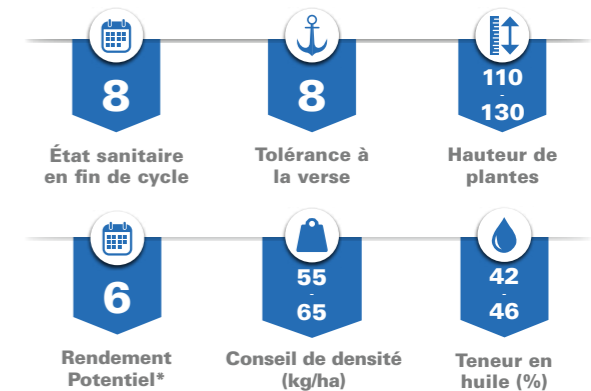 8
8
110
-
130
État sanitaire
en fin de cycle
Tolérance à
la verse
Hauteur de
plantes
6
55
-
65
42
-
46
Rendement
Potentiel*
Conseil de densité
(kg/ha)
Teneur en
huile (%)